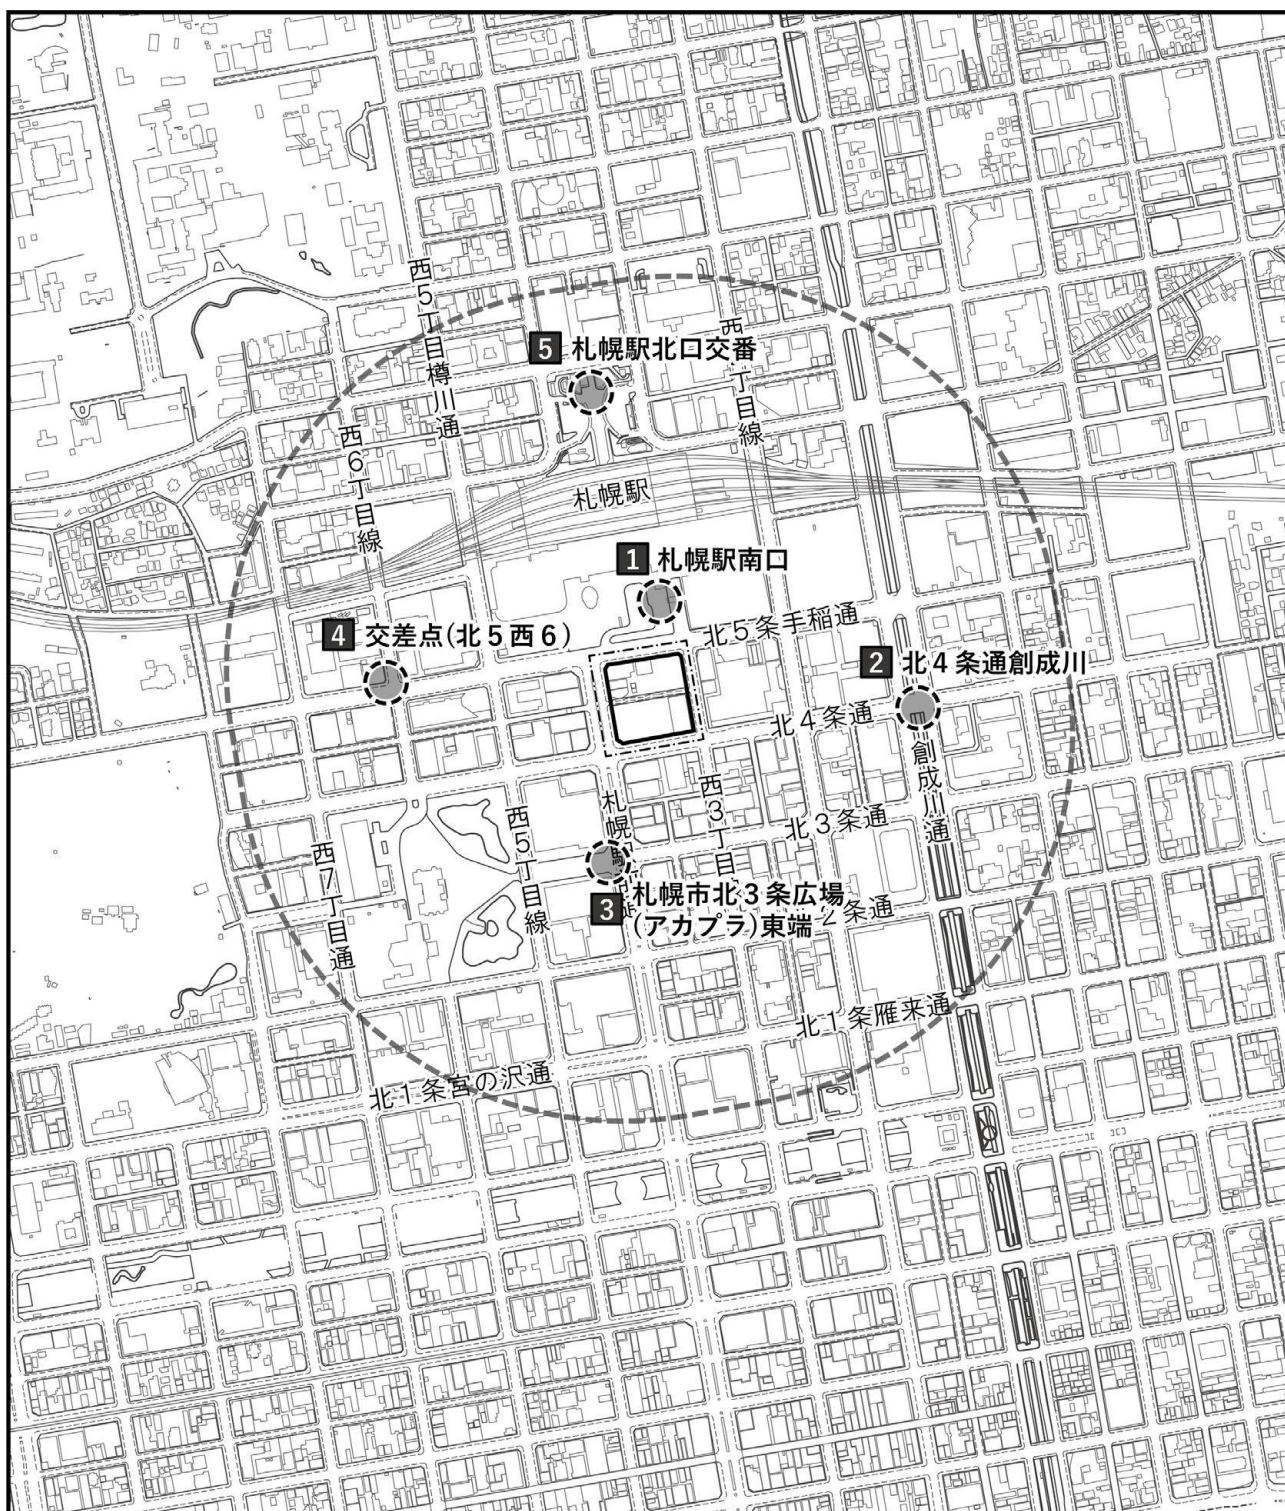 西5丁目樽川通
5 札幌駅北口交番
西
丁目線
西6丁目線
札幌駅
1 札幌駅南口
北5条手稲通
4 交差点(北5西6)
2 北4条通創成川
北4条通
創成川通
西3丁目
札幌駅
北3条通
西5丁目線
西7丁目通
3 札幌市北3条広場
(アカプラ)東端
2条通
北1条雁来通
北1条宮の沢通